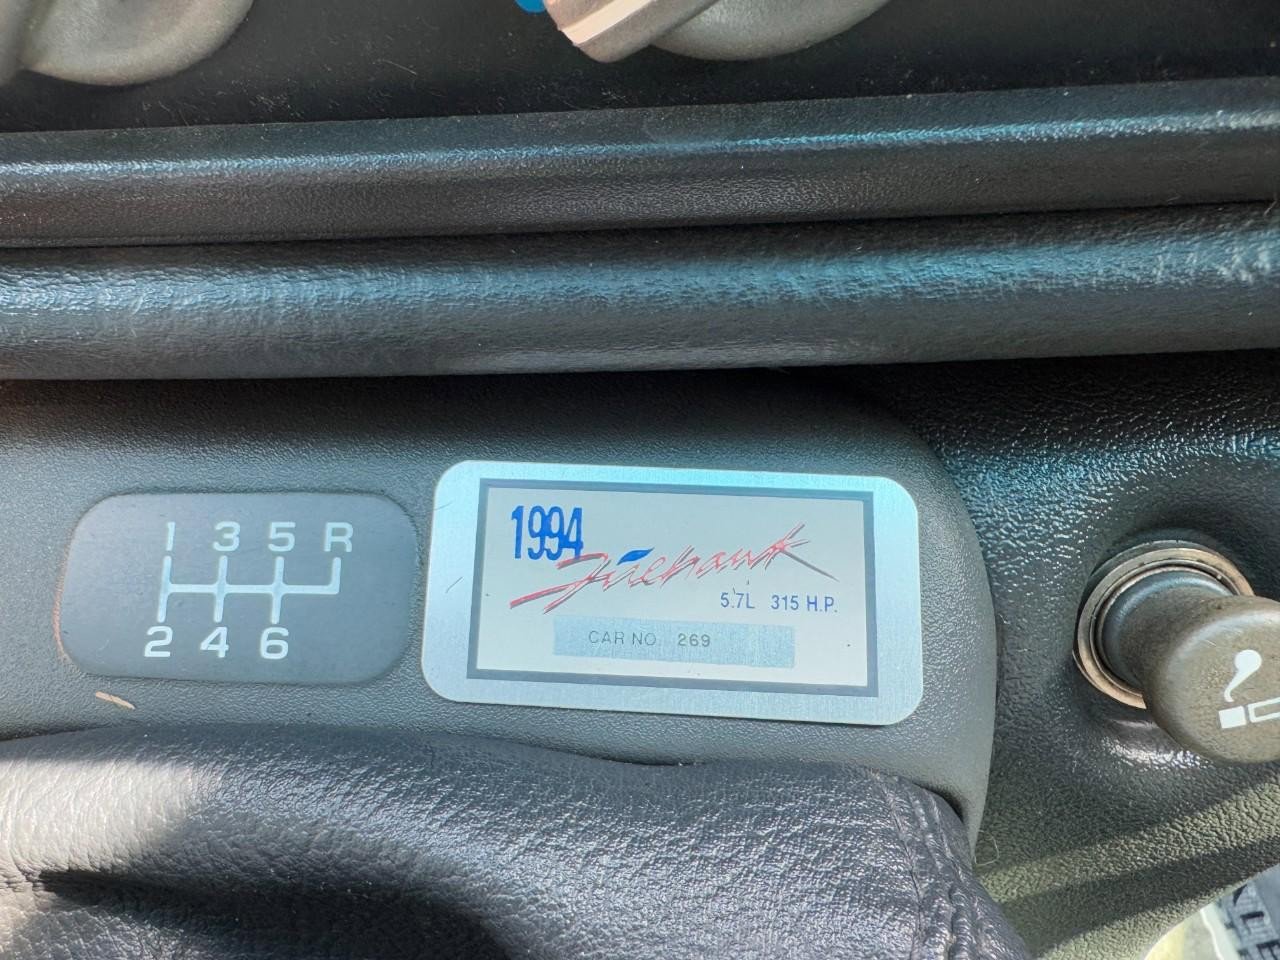 1 3 5 R
2 4 6
1994
Firehawk
5.7L 315 H.P.
CAR NO. 269